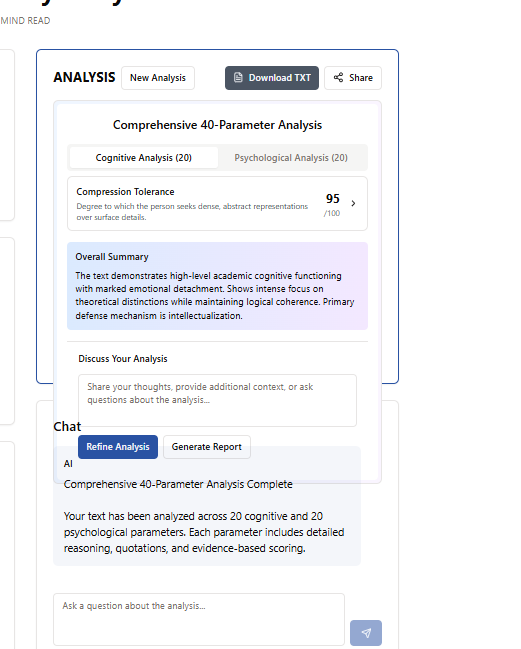 MIND READ
ANALYSIS
New Analysis
Download TXT
Share
Comprehensive 40-Parameter Analysis
Cognitive Analysis (20)
Psychological Analysis (20)
Compression Tolerance
Degree to which the person seeks dense, abstract representations
over surface details.
95
/100
Overall Summary
The text demonstrates high-level academic cognitive functioning
with marked emotional detachment. Shows intense focus on
theoretical distinctions while maintaining logical coherence. Primary
defense mechanism is intellectualization.
Discuss Your Analysis
Share your thoughts, provide additional context, or ask
questions about the analysis...
Chat
Refine Analysis
Generate Report
AI
Comprehensive 40-Parameter Analysis Complete
Your text has been analyzed across 20 cognitive and 20
psychological parameters. Each parameter includes detailed
reasoning, quotations, and evidence-based scoring.
Ask a question about the analysis...